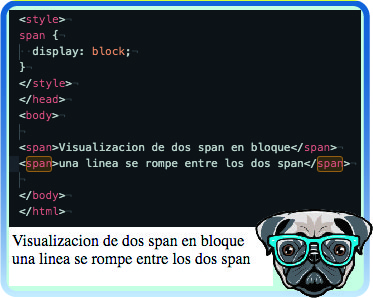 <style>
span {
display: block;
}
</style>
</head>
<body>
<span>Visualizacion de dos span en bloque</span>
<span>una linea se rompe entre los dos span</span>
</body>
</html>
Visualizacion de dos span en bloque
una linea se rompe entre los dos span